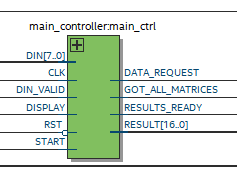 main_controller:main_ctrl
DIN[7..0]
CLK DATA_REQUEST
DIN_VALID GOT_ALL_MATRICES
DISPLAY RESULTS_READY
RST RESULT[16..0]
START